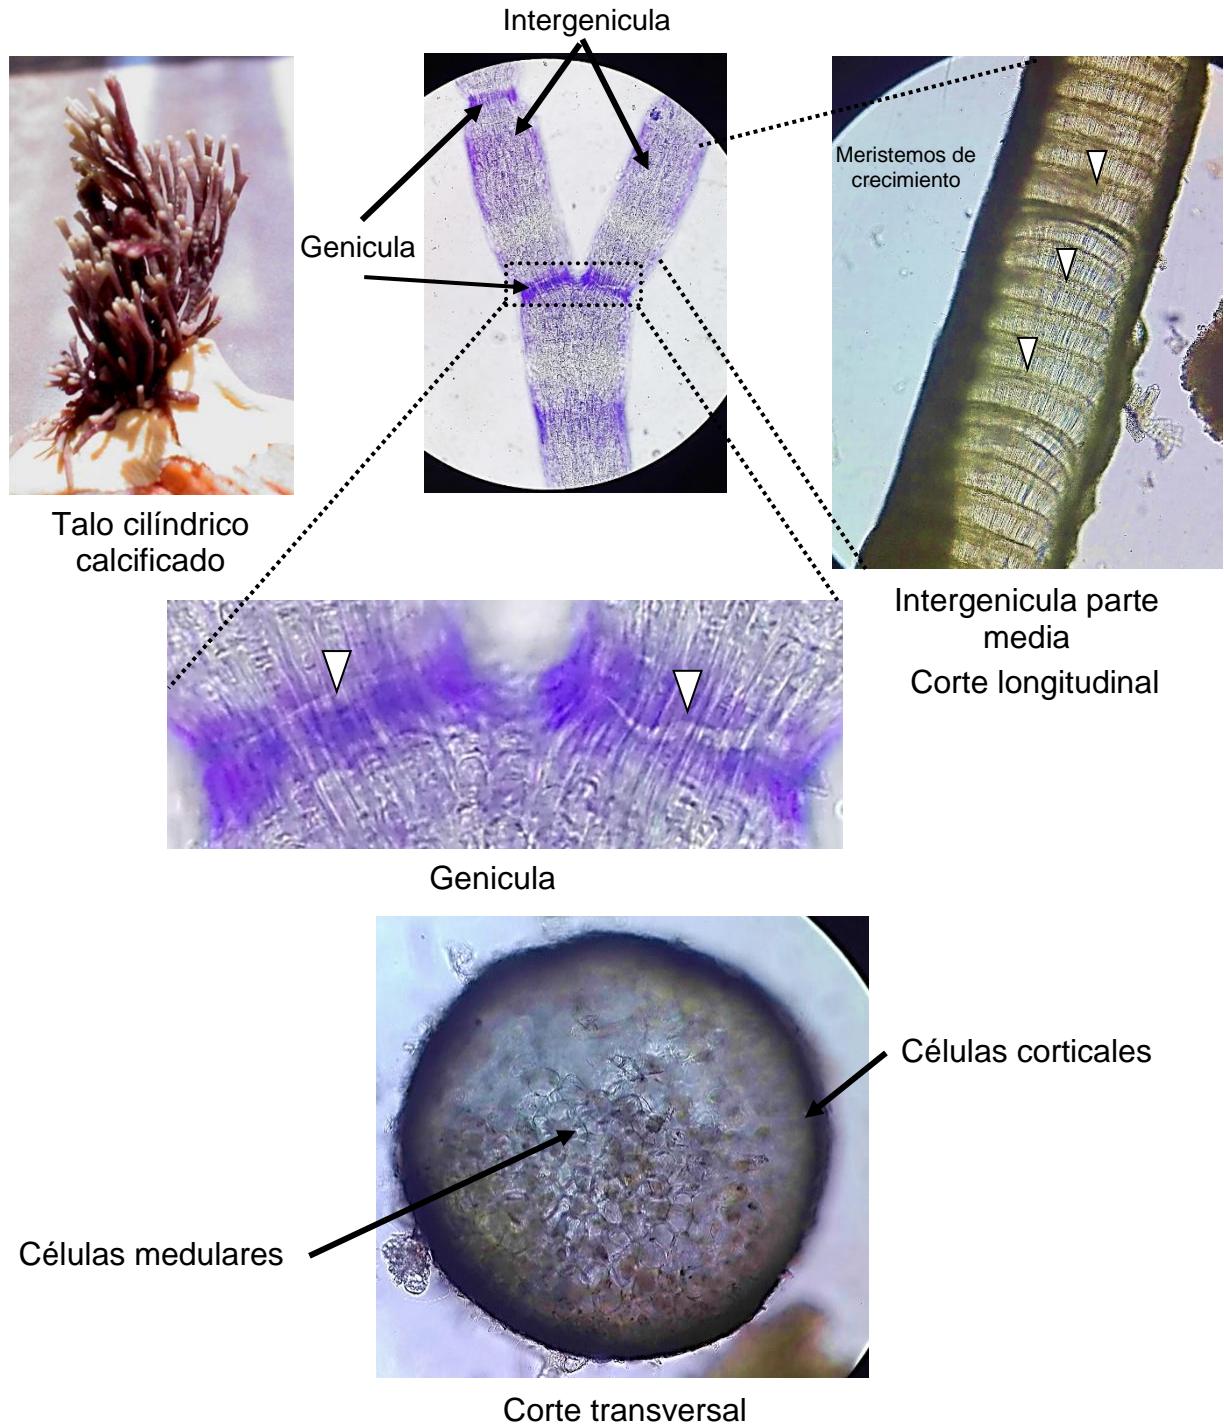 Intergenicula
Meristemos de
crecimiento
Genicula
Talo cilíndrico
calcificado
Intergenicula parte
media
Corte longitudinal
Genicula
Células corticales
Células medulares
Corte transversal